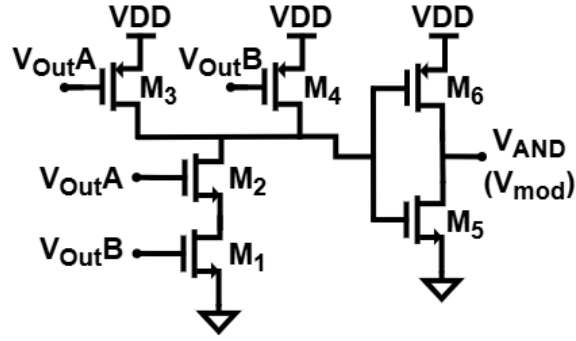 VDD VDD VDD
VOutA M3 VOutB M4 M6
VOutA M2 VAND
(Vmod)
VOutB M1 M5